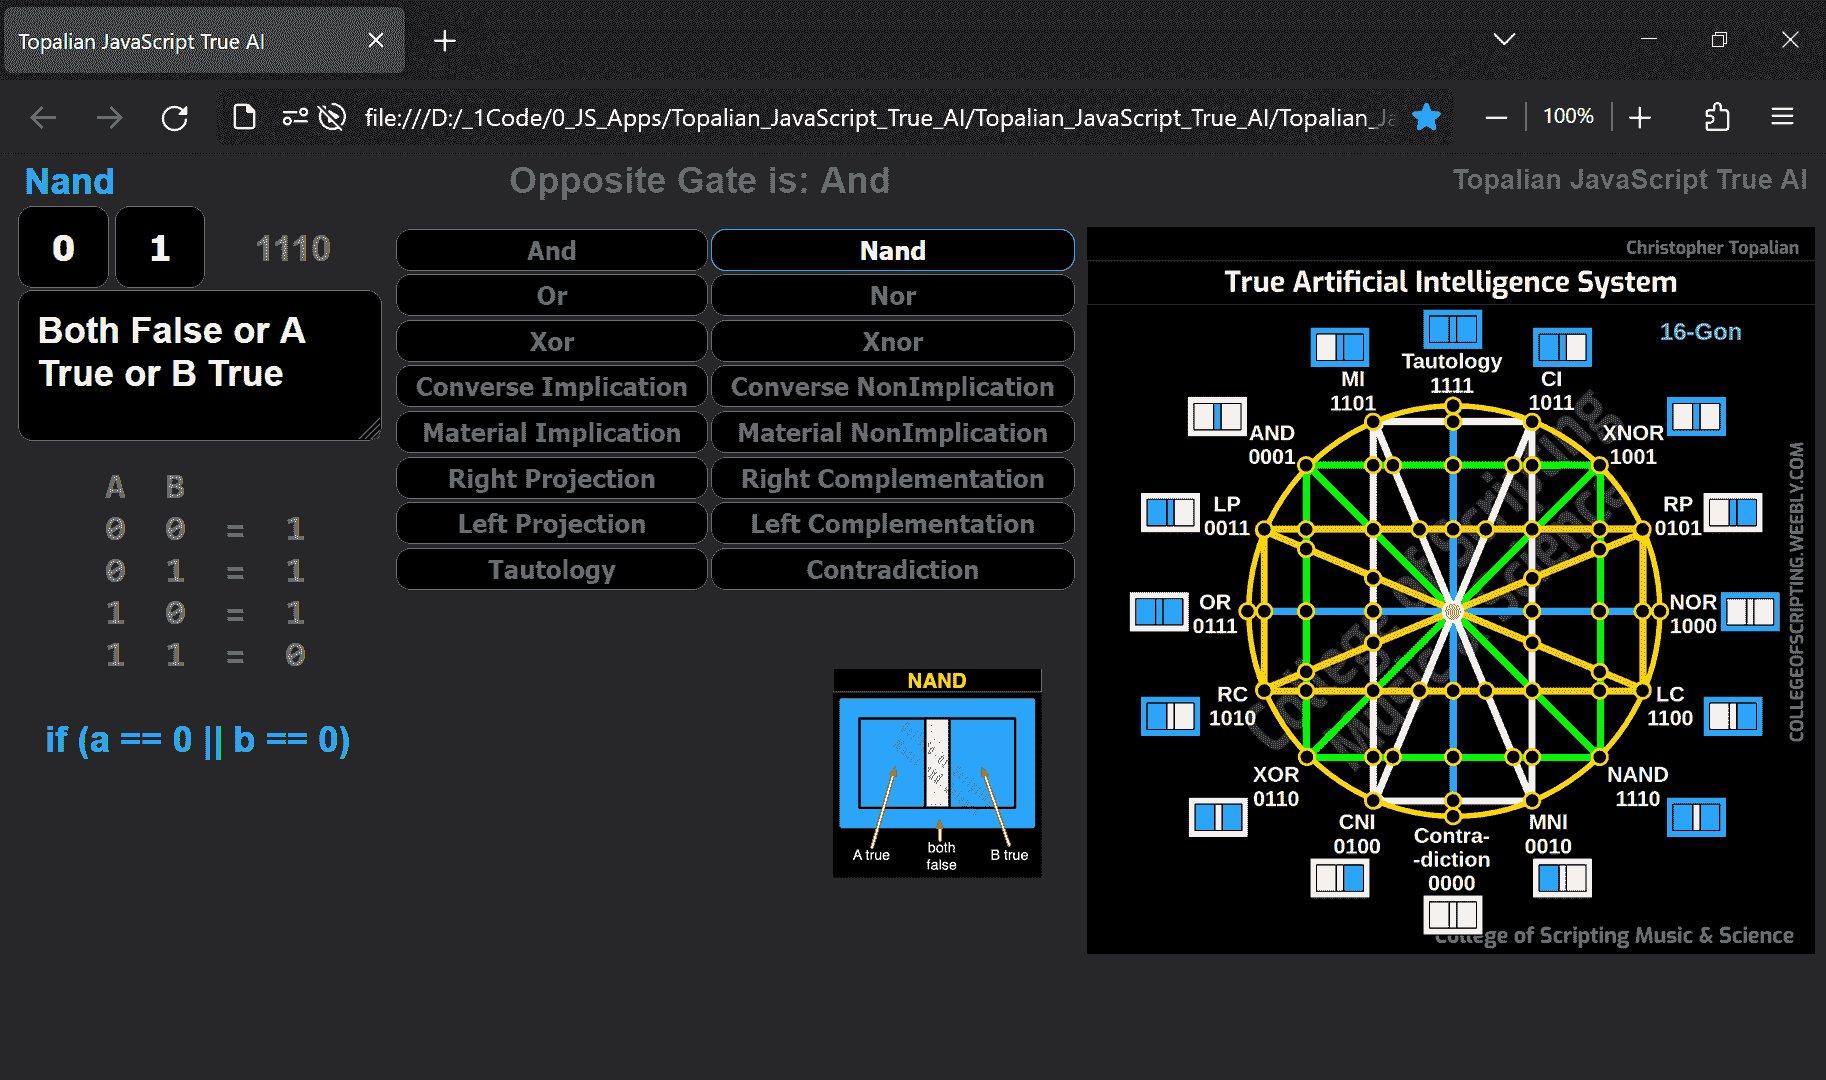 Topalian JavaScript True AI
file:///D:/_1Code/0_JS_Apps/Topalian_JavaScript_True_AI/Topalian_JavaScript_True_AI/Topalian_Ja
100%
Nand
Opposite Gate is: And
Topalian JavaScript True AI
0 1 1110
Both False or A
True or B True
A B
0 0 = 1
0 1 = 1
1 0 = 1
1 1 = 0
if (a == 0 || b == 0)
And Nand
Or Nor
Xor Xnor
Converse Implication Converse NonImplication
Material Implication Material NonImplication
Right Projection Right Complementation
Left Projection Left Complementation
Tautology Contradiction
NAND
A true
both
false
B true
Christopher Topalian
True Artificial Intelligence System
16-Gon
Tautology
1111
MI
1101
CI
1011
AND
0001
XNOR
1001
LP
0011
RP
0101
OR
0111
NOR
1000
RC
1010
LC
1100
XOR
0110
NAND
1110
CNI
0100
Contra-
-diction
0000
MNI
0010
College of Scripting
Music & Science
COLLEGEOFSCRIPTING.WEEBLY.COM
College of Scripting Music & Science